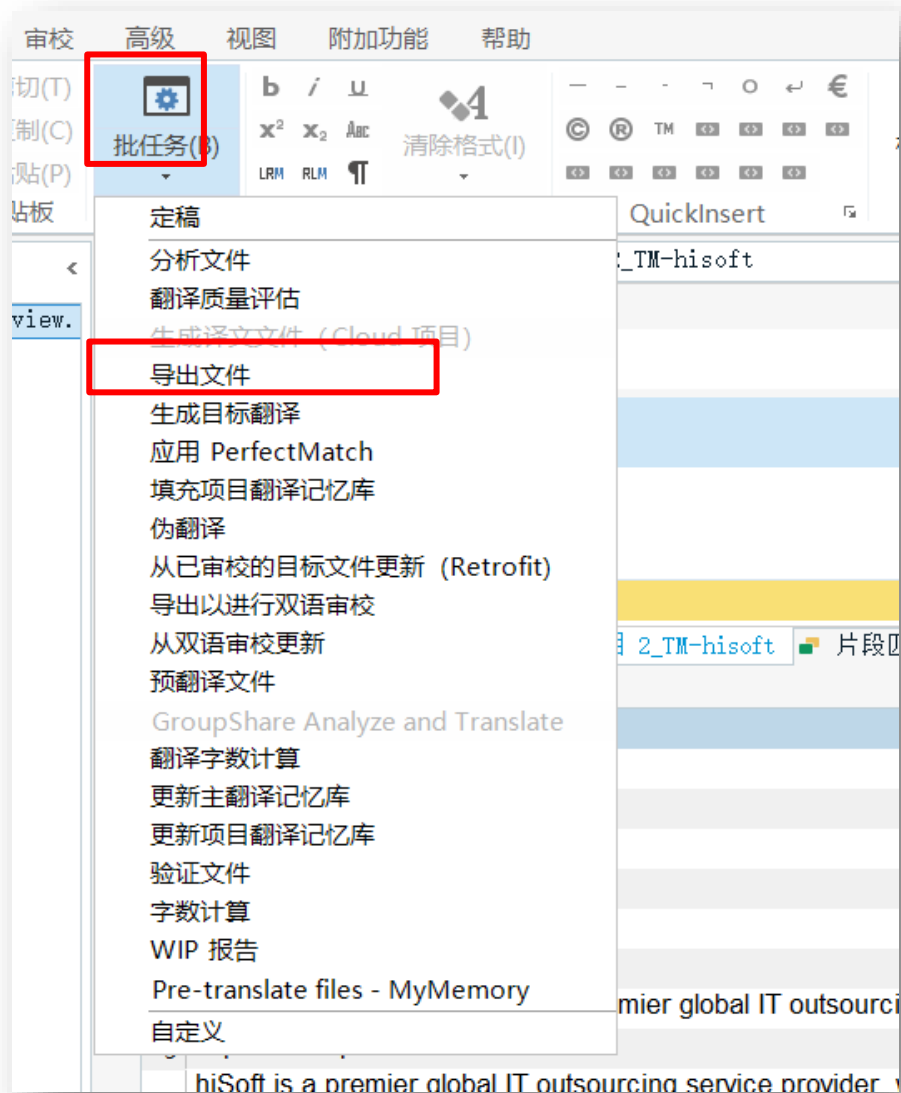 审校 高级 视图 附加功能 帮助
切(T)
制(C)
贴(P)
贴板
批任务(B)
b i u
x² x₂ ABC
LRM RLM ¶
清除格式(I)
— – - ¬ ○ ↵ €
© ® TM
QuickInsert
view.
_TM-hisoft
定稿
分析文件
翻译质量评估
生成译文文件 (Cloud 项目)
导出文件
生成目标翻译
应用 PerfectMatch
填充项目翻译记忆库
伪翻译
从已审校的目标文件更新 (Retrofit)
导出以进行双语审校
从双语审校更新
预翻译文件
GroupShare Analyze and Translate
翻译字数计算
更新主翻译记忆库
更新项目翻译记忆库
验证文件
字数计算
WIP 报告
Pre-translate files - MyMemory
自定义
2_TM-hisoft 片段匹
mier global IT outsourci
hiSoft is a premier global IT outsourcing service provider